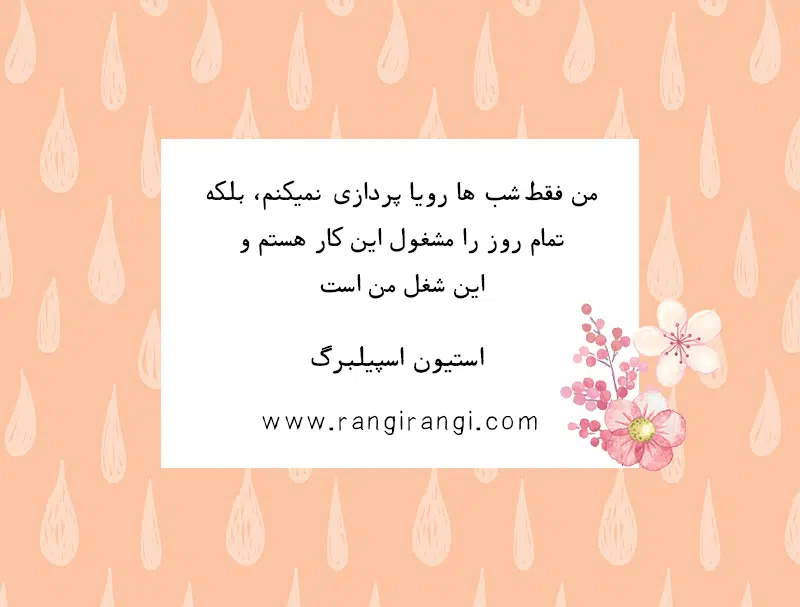 من فقط شب ها رویا پردازی نمیکنم، بلکه
تمام روز را مشغول این کار هستم و
این شغل من است
استیون اسپیلبرگ
www.rangirangi.com